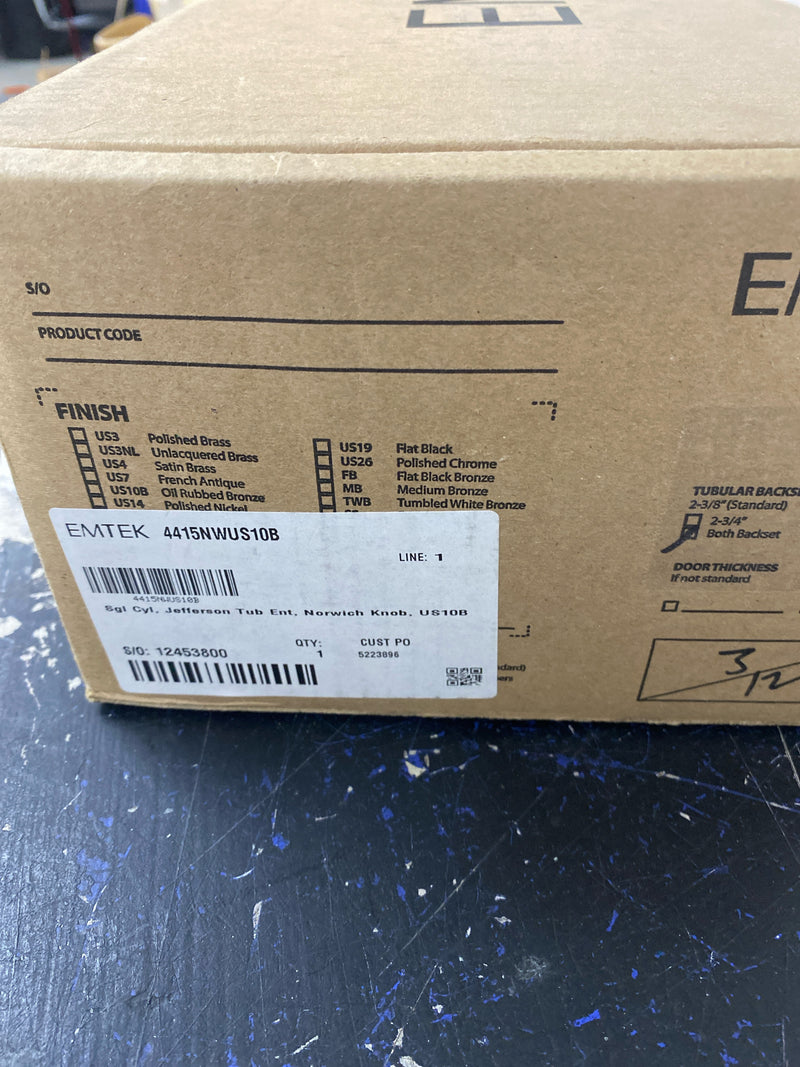 S/O
PRODUCT CODE
FINISH
US3 Polished Brass
US3NL Unlacquered Brass
US4 Satin Brass
US7 French Antique
US10B Oil Rubbed Bronze
US14 Polished Nickel
US19 Flat Black
US26 Polished Chrome
FB Flat Black Bronze
MB Medium Bronze
TWB Tumbled White Bronze
TUBULAR BACKSE
2-3/8" (Standard)
2-3/4"
Both Backset
DOOR THICKNESS
If not standard
3/12
EMTEK 4415NWUS10B
LINE: 1
4415NWUS10B
Sgl Cyl, Jefferson Tub Ent, Norwich Knob, US10B
QTY: CUST PO
S/O: 12453800 1 5223896